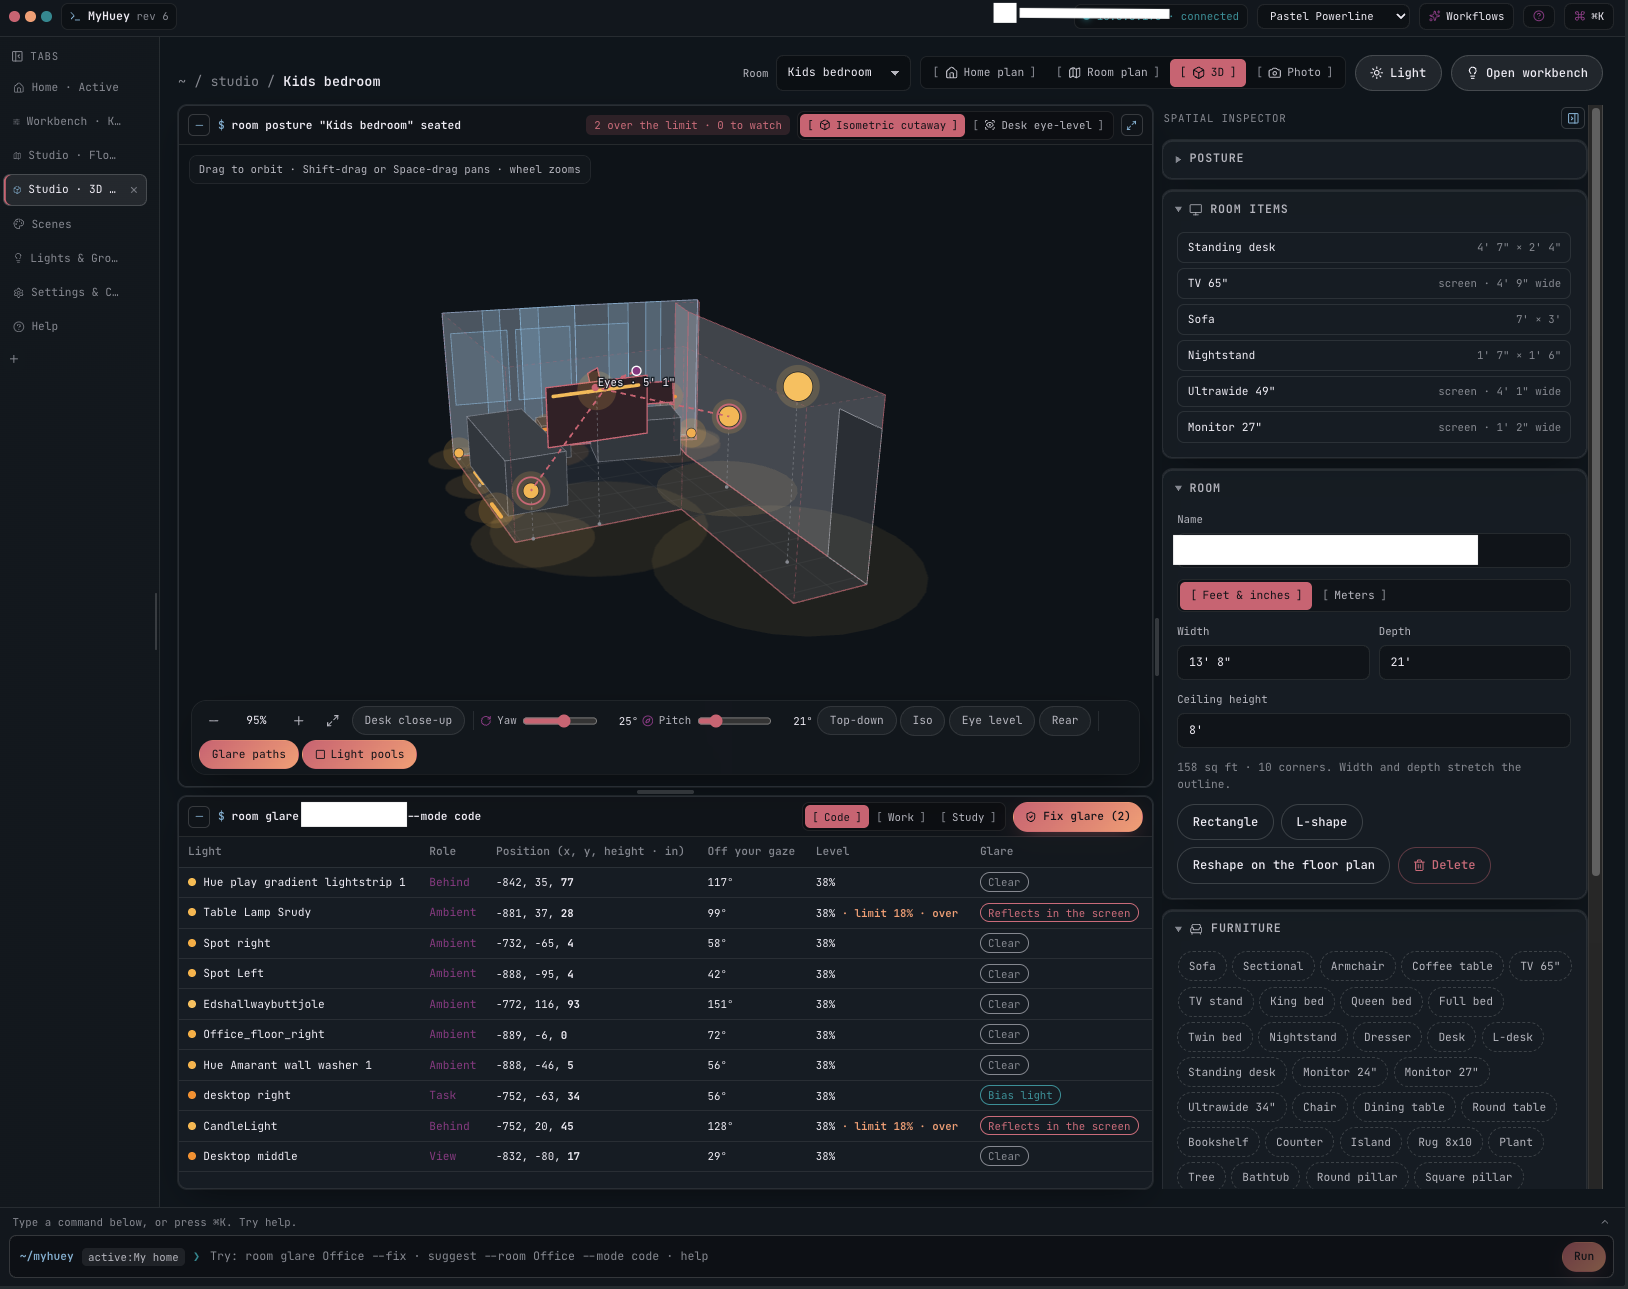 MyHuey rev 6
connected
Pastel Powerline
Workflows
⌘K
TABS
Home · Active
Workbench · K…
Studio · Flo…
Studio · 3D …
Scenes
Lights & Gro…
Settings & C…
Help
~ / studio / Kids bedroom
Room
Kids bedroom
[ Home plan ]
[ Room plan ]
[ 3D ]
[ Photo ]
Light
Open workbench
$ room posture "Kids bedroom" seated
2 over the limit · 0 to watch
[ Isometric cutaway ]
[ Desk eye-level ]
Drag to orbit · Shift-drag or Space-drag pans · wheel zooms
Eyes · 5' 1"
95%
Desk close-up
Yaw
25°
Pitch
21°
Top-down
Iso
Eye level
Rear
Glare paths
Light pools
$ room glare
--mode code
[ Code ]
[ Work ]
[ Study ]
Fix glare (2)
Light Role Position (x, y, height · in) Off your gaze Level Glare
Hue play gradient lightstrip 1 Behind -842, 35, 77 117° 38% Clear
Table Lamp Srudy Ambient -881, 37, 28 99° 38% · limit 18% · over Reflects in the screen
Spot right Ambient -732, -65, 4 58° 38% Clear
Spot Left Ambient -888, -95, 4 42° 38% Clear
Edshallwaybuttjole Ambient -772, 116, 93 151° 38% Clear
Office_floor_right Ambient -889, -6, 0 72° 38% Clear
Hue Amarant wall washer 1 Ambient -888, -46, 5 56° 38% Clear
desktop right Task -752, -63, 34 56° 38% Bias light
CandleLight Behind -752, 20, 45 128° 38% · limit 18% · over Reflects in the screen
Desktop middle View -832, -80, 17 29° 38% Clear
SPATIAL INSPECTOR
POSTURE
ROOM ITEMS
Standing desk 4' 7" × 2' 4"
TV 65" screen · 4' 9" wide
Sofa 7' × 3'
Nightstand 1' 7" × 1' 6"
Ultrawide 49" screen · 4' 1" wide
Monitor 27" screen · 1' 2" wide
ROOM
Name
[ Feet & inches ]
[ Meters ]
Width Depth
13' 8" 21'
Ceiling height
8'
158 sq ft · 10 corners. Width and depth stretch the
outline.
Rectangle
L-shape
Reshape on the floor plan
Delete
FURNITURE
Sofa Sectional Armchair Coffee table TV 65"
TV stand King bed Queen bed Full bed
Twin bed Nightstand Dresser Desk L-desk
Standing desk Monitor 24" Monitor 27"
Ultrawide 34" Chair Dining table Round table
Bookshelf Counter Island Rug 8x10 Plant
Tree Bathtub Round pillar Square pillar
Type a command below, or press ⌘K. Try help.
~/myhuey active:My home ❯ Try: room glare Office --fix · suggest --room Office --mode code · help
Run